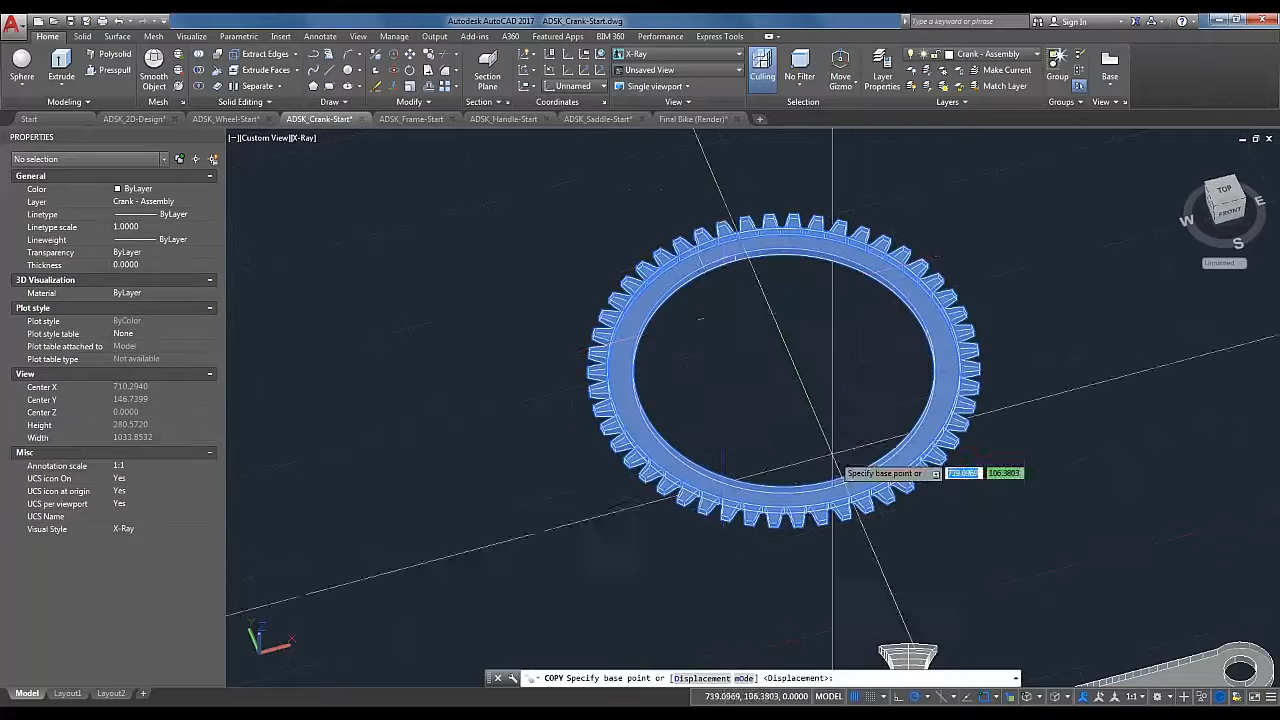 Autodesk AutoCAD 2017   ADSK_Crank-Start.dwg
Type a keyword or phrase
Sign In
Home Solid Surface Mesh Visualize Parametric Insert Annotate View Manage Output Add-ins A360 Featured Apps BIM 360 Performance Express Tools
Polysolid
Extract Edges
X-Ray
Crank - Assembly
Sphere
Extrude
Presspull
Smooth Object
Extract Faces
Section Plane
Unsaved View
Culling
No Filter
Move Gizmo
Layer Properties
Make Current
Group
Base
Separate
Unnamed
Single viewport
Match Layer
Modeling
Mesh
Solid Editing
Draw
Modify
Section
Coordinates
View
Selection
Layers
Groups
View
Start
ADSK_2D-Design*
ADSK_Wheel-Start*
ADSK_Crank-Start*
ADSK_Frame-Start
ADSK_Handle-Start
ADSK_Saddle-Start*
Final Bike (Render)*
PROPERTIES
[−][Custom View][X-Ray]
No selection
General
Color ByLayer
Layer Crank - Assembly
Linetype ByLayer
Linetype scale 1.0000
Lineweight ByLayer
Transparency ByLayer
Thickness 0.0000
3D Visualization
Material ByLayer
Plot style
Plot style ByColor
Plot style table None
Plot table attached to Model
Plot table type Not available
View
Center X 710.2940
Center Y 146.7399
Center Z 0.0000
Height 280.5720
Width 1033.8532
Misc
Annotation scale 1:1
UCS icon On Yes
UCS icon at origin Yes
UCS per viewport Yes
UCS Name
Visual Style X-Ray
TOP
FRONT
W
E
S
Unnamed
Specify base point or 739.0969 106.3803
Y
Z
X
COPY Specify base point or [Displacement mOde] <Displacement>:
Model Layout1 Layout2
739.0969, 106.3803, 0.0000 MODEL
1:1